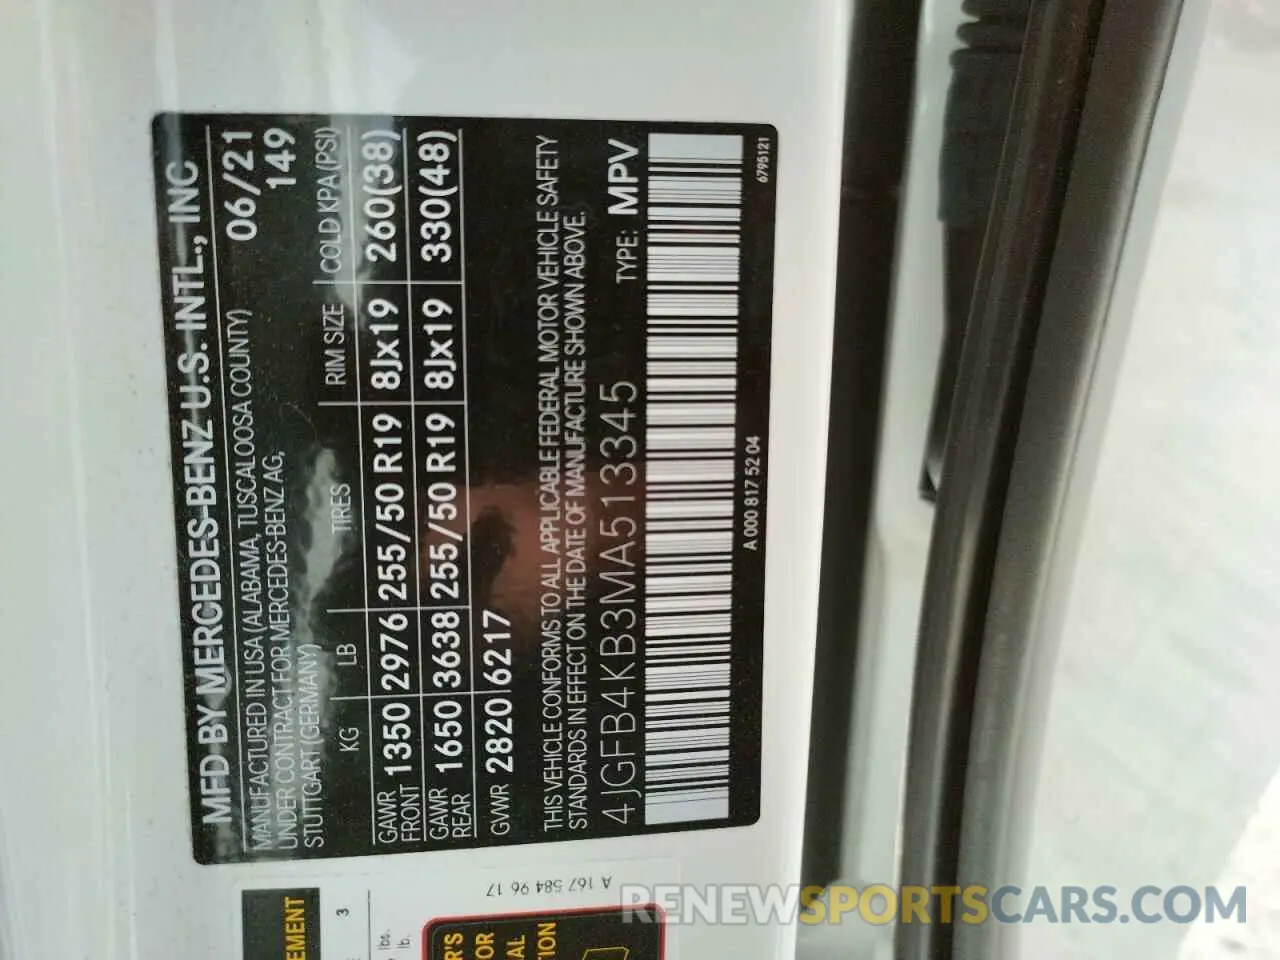 MFD BY MERCEDES-BENZ U.S. INTL., INC
MANUFACTURED IN USA (ALABAMA, TUSCALOOSA COUNTY) 06/21
UNDER CONTRACT FOR MERCEDES-BENZ AG, 149
STUTTGART (GERMANY)
KG LB TIRES RIM SIZE COLD KPA (PSI)
GAWR FRONT 1350 2976 255/50 R19 8Jx19 260(38)
GAWR REAR 1650 3638 255/50 R19 8Jx19 330(48)
GVWR 2820 6217
THIS VEHICLE CONFORMS TO ALL APPLICABLE FEDERAL MOTOR VEHICLE SAFETY
STANDARDS IN EFFECT ON THE DATE OF MANUFACTURE SHOWN ABOVE.
4JGFB4KB3MA513345 TYPE: MPV
A 000 817 52 04 6795121
A 167 584 96 17
EMENT
3
lbs.
lb.
R'S
OR
AL
TION
RENEWSPORTSCARS.COM